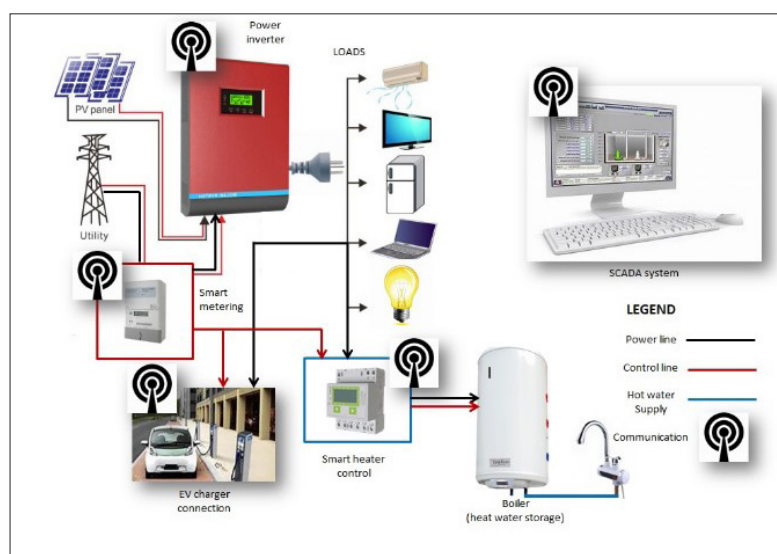 Power
inverter
LOADS
PV panel
Utility
Smart
metering
SCADA system
LEGEND
Power line
Control line
Hot water
Supply
Communication
Smart heater
control
EV charger
connection
Boiler
(heat water storage)